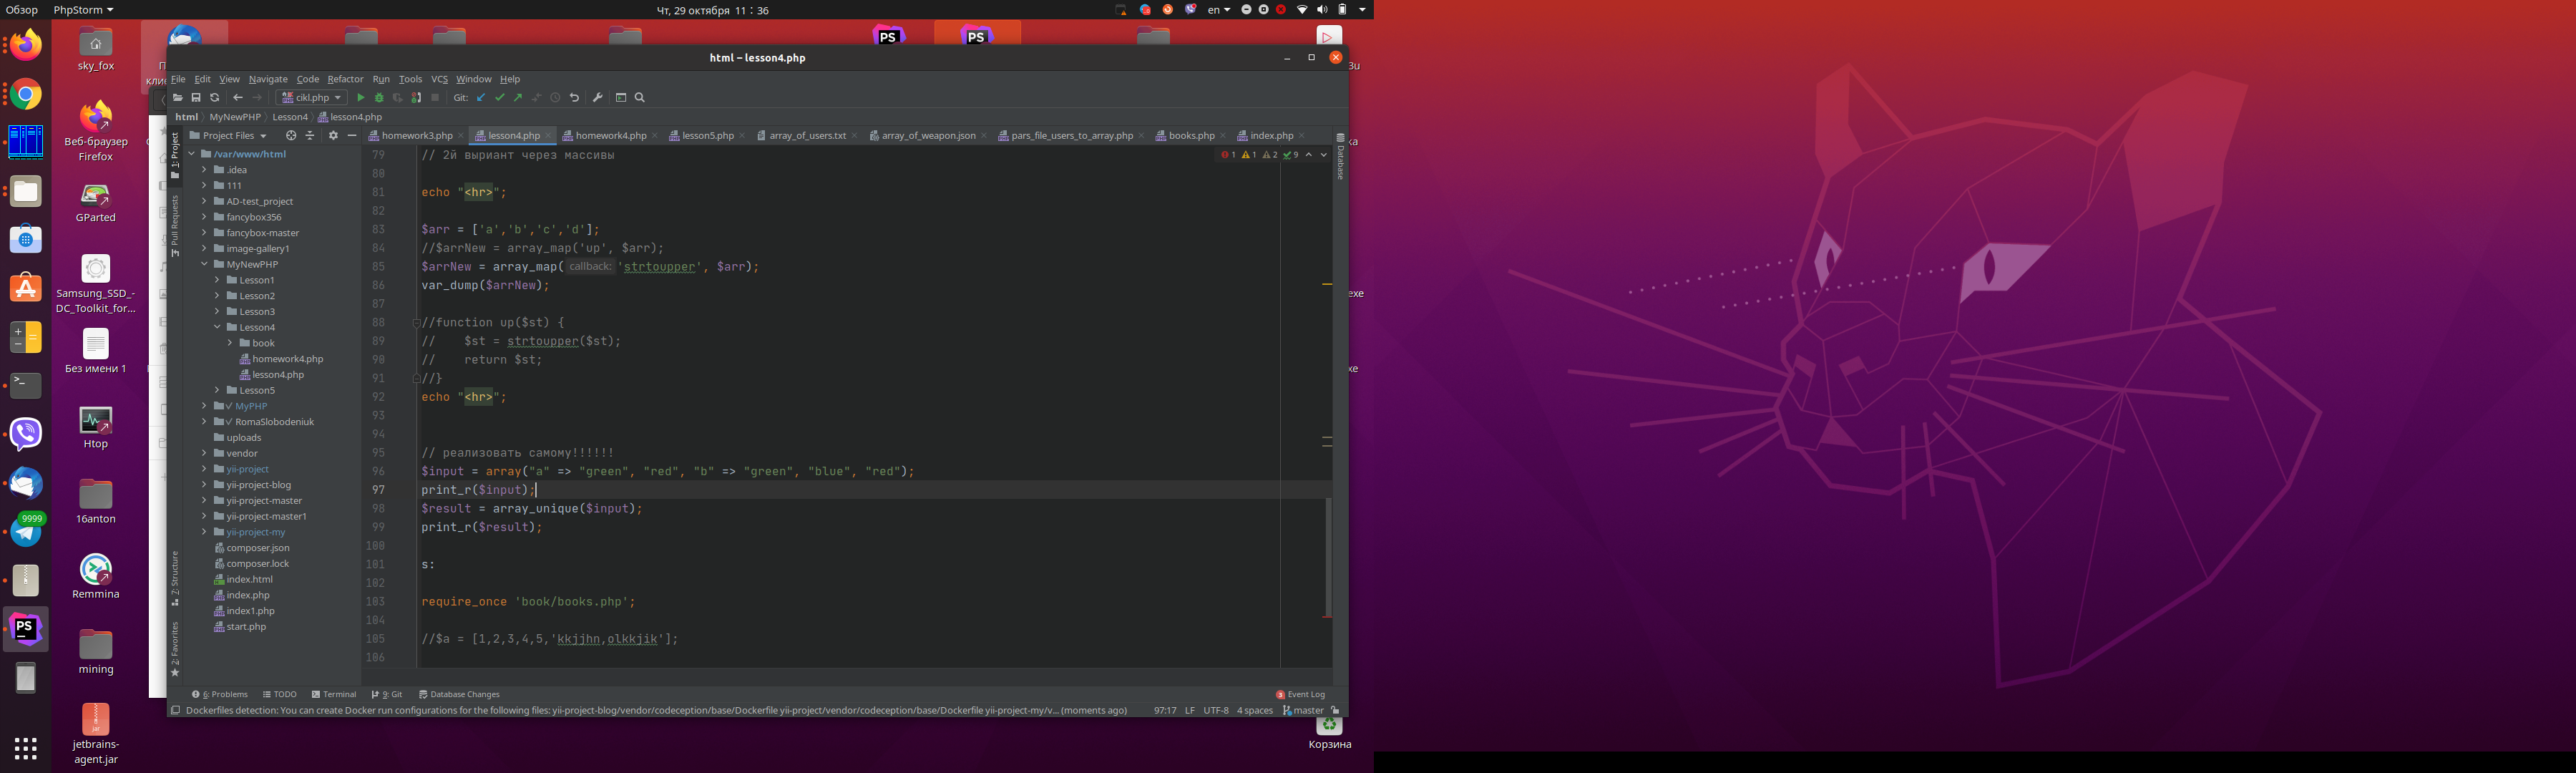 Обзор PhpStorm Чт, 29 октября 11:36 en
sky_fox
Веб-браузер
Firefox
GParted
Samsung_SSD_-
DC_Toolkit_for...
Без имени 1
Htop
16anton
9999
Remmina
mining
jetbrains-
agent.jar
Корзина
html – lesson4.php
File Edit View Navigate Code Refactor Run Tools VCS Window Help
cikl.php Git:
html MyNewPHP Lesson4 lesson4.php
Project Files
homework3.php lesson4.php homework4.php lesson5.php array_of_users.txt array_of_weapon.json pars_file_users_to_array.php books.php index.php
1: Project
Pull Requests
2: Structure
2: Favorites
Database
/var/www/html
.idea
111
AD-test_project
fancybox356
fancybox-master
image-gallery1
MyNewPHP
Lesson1
Lesson2
Lesson3
Lesson4
book
homework4.php
lesson4.php
Lesson5
MyPHP
RomaSlobodeniuk
uploads
vendor
yii-project
yii-project-blog
yii-project-master
yii-project-master1
yii-project-my
composer.json
composer.lock
index.html
index.php
index1.php
start.php
1 1 2 9
79 // 2й выриант через массивы
80
81 echo "<hr>";
82
83 $arr = ['a','b','c','d'];
84 //$arrNew = array_map('up', $arr);
85 $arrNew = array_map( callback: 'strtoupper', $arr);
86 var_dump($arrNew);
87
88 //function up($st) {
89 //    $st = strtoupper($st);
90 //    return $st;
91 //}
92 echo "<hr>";
93
94
95 // реализовать самому!!!!!!
96 $input = array("a" => "green", "red", "b" => "green", "blue", "red");
97 print_r($input);
98 $result = array_unique($input);
99 print_r($result);
100
101 s:
102
103 require_once 'book/books.php';
104
105 //$a = [1,2,3,4,5,'kkjjhn,olkkjik'];
106
6: Problems TODO Terminal 9: Git Database Changes 3 Event Log
Dockerfiles detection: You can create Docker run configurations for the following files: yii-project-blog/vendor/codeception/base/Dockerfile yii-project/vendor/codeception/base/Dockerfile yii-project-my/v... (moments ago) 97:17 LF UTF-8 4 spaces master